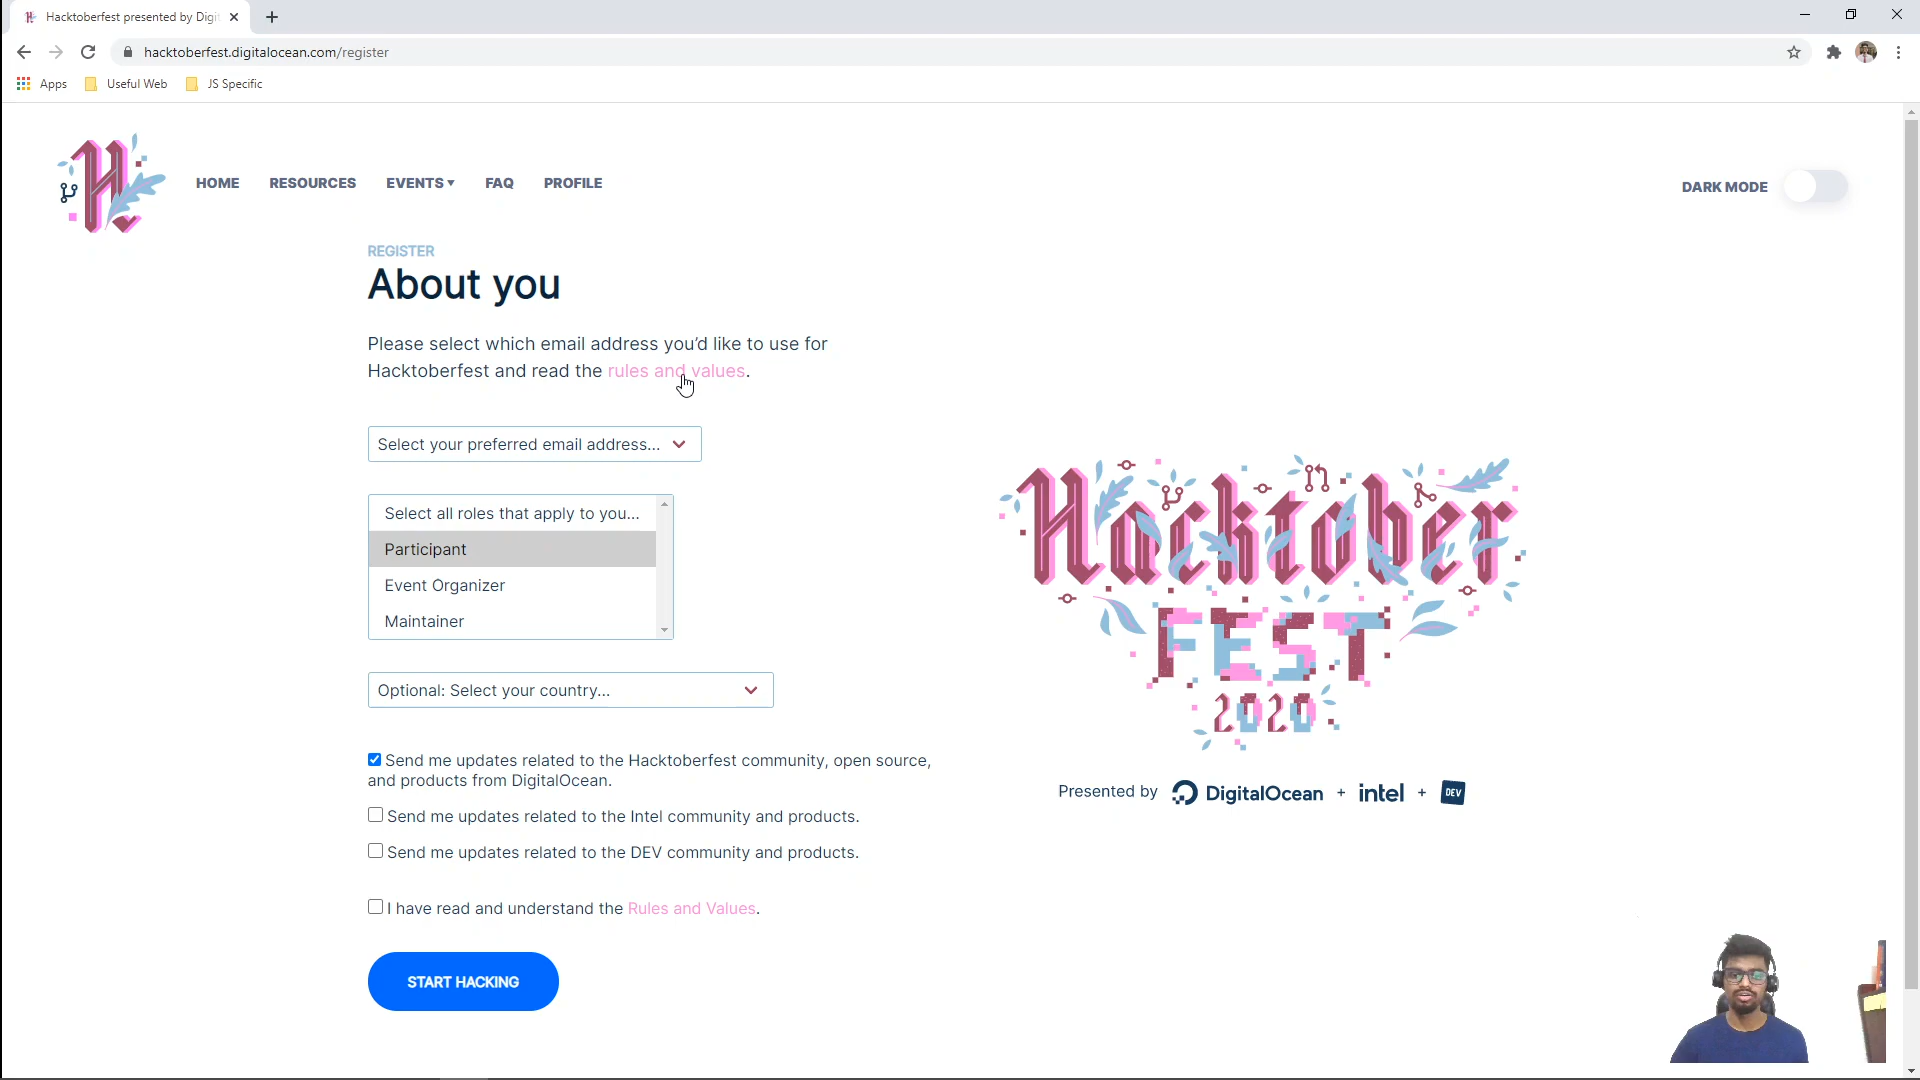 Hacktoberfest presented by Digit
hacktoberfest.digitalocean.com/register
Apps
Useful Web
JS Specific
H
HOME
RESOURCES
EVENTS▾
FAQ
PROFILE
DARK MODE
REGISTER
About you
Please select which email address you'd like to use for
Hacktoberfest and read the rules and values.
Select your preferred email address...
Select all roles that apply to you...
Participant
Event Organizer
Maintainer
Optional: Select your country...
Send me updates related to the Hacktoberfest community, open source,
and products from DigitalOcean.
Send me updates related to the Intel community and products.
Send me updates related to the DEV community and products.
I have read and understand the Rules and Values.
START HACKING
Hacktober
FEST
2020
Presented by DigitalOcean + intel + DEV